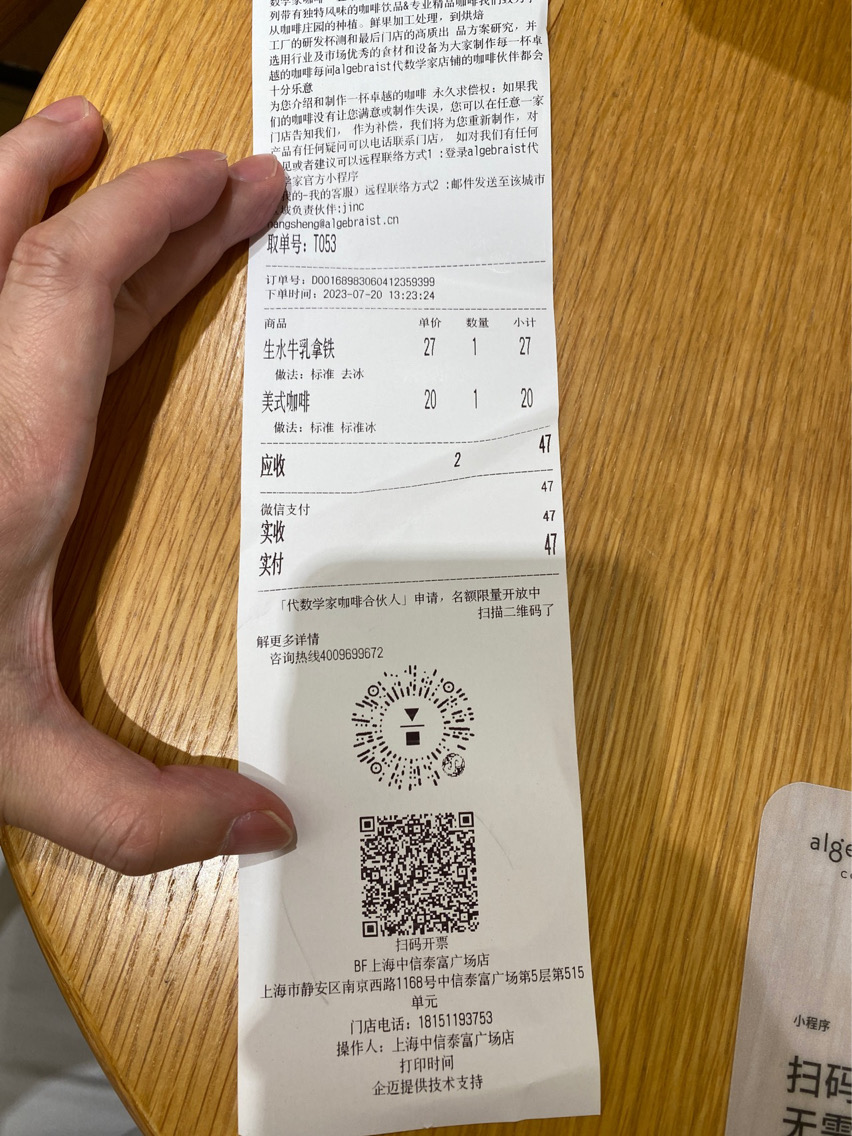 列带有独特风味的咖啡饮品&专业精品咖啡我们致力于
从咖啡庄园的种植。鲜果加工处理，到烘焙
工厂的研发杯测和最后门店的高质出 品方案研究，并
选用行业及市场优秀的食材和设备为大家制作每一杯卓
越的咖啡每间algebraist代数学家店铺的咖啡伙伴都会
十分乐意
为您介绍和制作一杯卓越的咖啡 永久求偿权：如果我
们的咖啡没有让您满意或制作失误，您可以在任意一家
门店告知我们， 作为补偿，我们将为您重新制作，对
产品有任何疑问可以电话联系门店， 如对我们有任何
见或者建议可以远程联络方式1 :登录algebraist代
学家官方小程序
的-我的客服）远程联络方式2 :邮件发送至该城市
域负责伙伴:jinc
hangsheng@algebraist.cn
取单号: T053
订单号：D00168983060412359399
下单时间：2023-07-20 13:23:24
商品 单价 数量 小计
生水牛乳拿铁 27 1 27
做法：标准 去冰
美式咖啡 20 1 20
做法：标准 标准冰
应收 2 47
微信支付 47
实收 47
实付 47
「代数学家咖啡合伙人」申请，名额限量开放中
扫描二维码了
解更多详情
咨询热线4009699672
扫码开票
BF上海中信泰富广场店
上海市静安区南京西路1168号中信泰富广场第5层第515
单元
门店电话：18151193753
操作人：上海中信泰富广场店
打印时间
企迈提供技术支持
小程序
扫码
无需